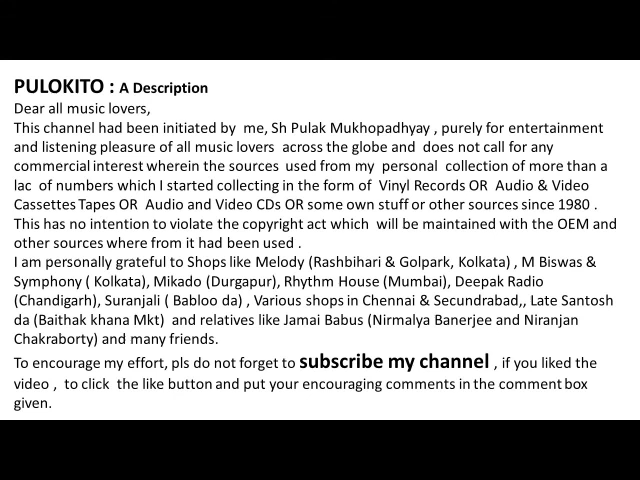 PULOKITO : A Description
Dear all music lovers,
This channel had been initiated by  me, Sh Pulak Mukhopadhyay , purely for entertainment
and listening pleasure of all music lovers  across the globe and  does not call for any
commercial interest wherein the sources  used from my  personal  collection of more than a
lac  of numbers which I started collecting in the form of  Vinyl Records OR  Audio & Video
Cassettes Tapes OR  Audio and Video CDs OR some own stuff or other sources since 1980 .
This has no intention to violate the copyright act which  will be maintained with the OEM and
other sources where from it had been used .
I am personally grateful to Shops like Melody (Rashbihari & Golpark, Kolkata) , M Biswas &
Symphony ( Kolkata), Mikado (Durgapur), Rhythm House (Mumbai), Deepak Radio
(Chandigarh), Suranjali ( Babloo da) , Various shops in Chennai & Secundrabad,, Late Santosh
da (Baithak khana Mkt)  and relatives like Jamai Babus (Nirmalya Banerjee and Niranjan
Chakraborty) and many friends.
To encourage my effort, pls do not forget to subscribe my channel , if you liked the
video ,  to click  the like button and put your encouraging comments in the comment box
given.